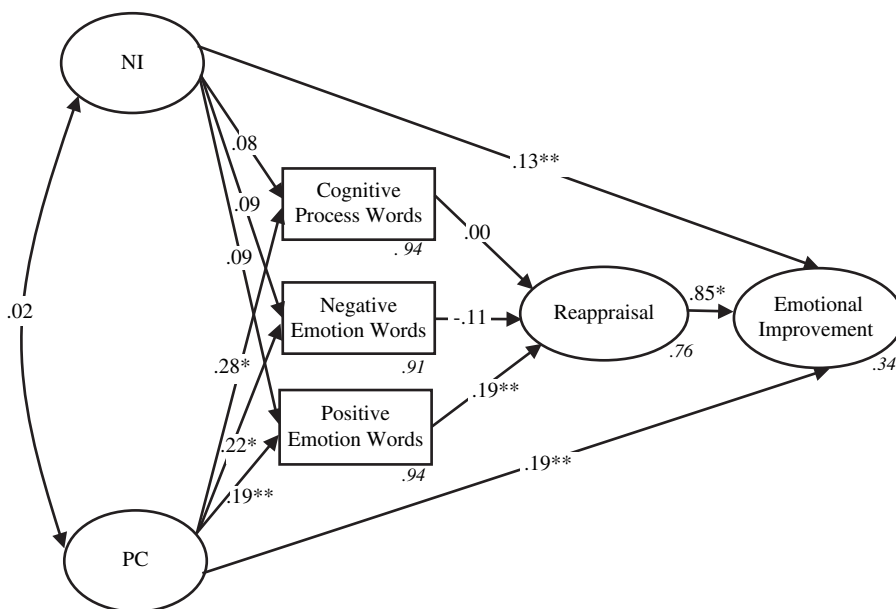 NI
.08
.13**
Cognitive
Process Words
.94
.09
.00
.09
.02
Negative
Emotion Words
.91
-.11
Reappraisal
.76
.85*
Emotional
Improvement
.34
.28*
Positive
Emotion Words
.94
.19**
.22*
.19**
.19**
PC